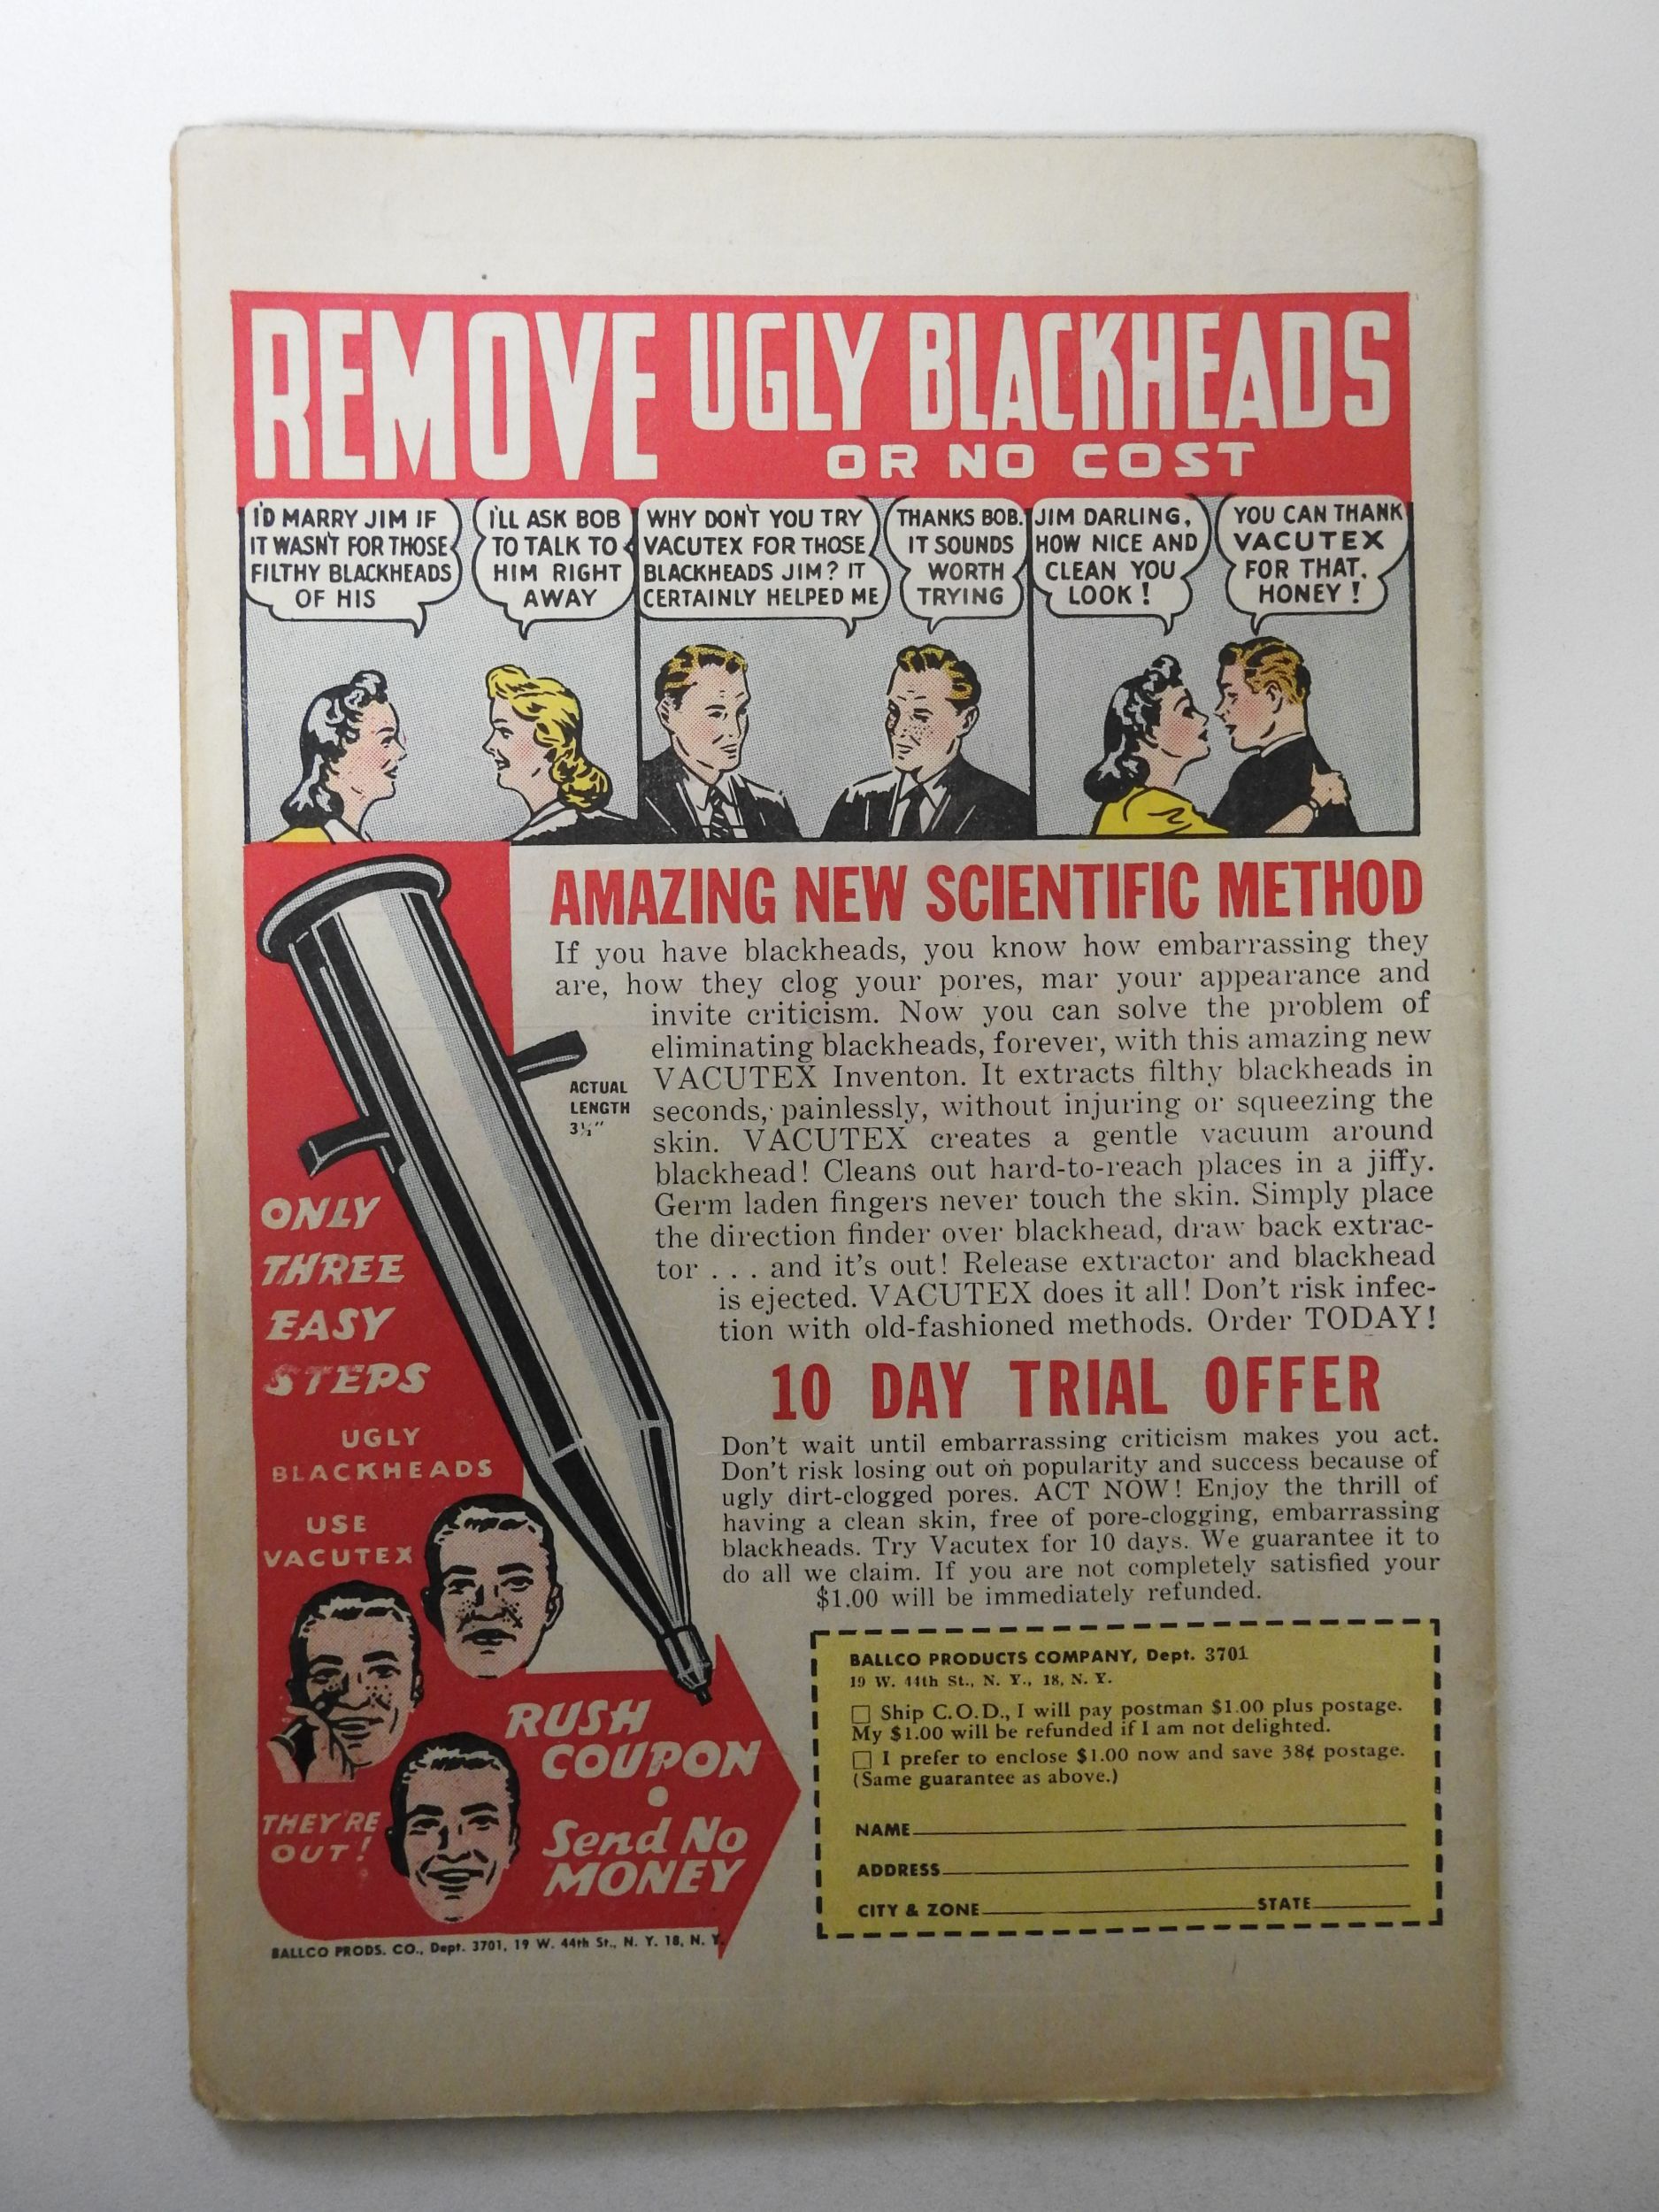 REMOVE UGLY BLACKHEADS
OR NO COST
I'D MARRY JIM IF
IT WASN'T FOR THOSE
FILTHY BLACKHEADS
OF HIS
I'LL ASK BOB
TO TALK TO
HIM RIGHT
AWAY
WHY DON'T YOU TRY
VACUTEX FOR THOSE
BLACKHEADS JIM? IT
CERTAINLY HELPED ME
THANKS BOB.
IT SOUNDS
WORTH
TRYING
JIM DARLING,
HOW NICE AND
CLEAN YOU
LOOK!
YOU CAN THANK
VACUTEX
FOR THAT,
HONEY!
AMAZING NEW SCIENTIFIC METHOD
If you have blackheads, you know how embarrassing they
are, how they clog your pores, mar your appearance and
invite criticism. Now you can solve the problem of
eliminating blackheads, forever, with this amazing new
VACUTEX Inventon. It extracts filthy blackheads in
seconds, painlessly, without injuring or squeezing the
skin. VACUTEX creates a gentle vacuum around
blackhead! Cleans out hard-to-reach places in a jiffy.
Germ laden fingers never touch the skin. Simply place
the direction finder over blackhead, draw back extrac-
tor . . . and it's out! Release extractor and blackhead
is ejected. VACUTEX does it all! Don't risk infec-
tion with old-fashioned methods. Order TODAY!
ACTUAL
LENGTH
ONLY
THREE
EASY
STEPS
UGLY
BLACKHEADS
USE
VACUTEX
THEY'RE
OUT!
10 DAY TRIAL OFFER
Don't wait until embarrassing criticism makes you act.
Don't risk losing out on popularity and success because of
ugly dirt-clogged pores. ACT NOW! Enjoy the thrill of
having a clean skin, free of pore-clogging, embarrassing
blackheads. Try Vacutex for 10 days. We guarantee it to
do all we claim. If you are not completely satisfied your
$1.00 will be immediately refunded.
RUSH
COUPON
Send No
MONEY
BALLCO PRODUCTS COMPANY, Dept. 3701
19 W. 44th St., N. Y., 18, N. Y.
☐ Ship C.O.D., I will pay postman $1.00 plus postage.
My $1.00 will be refunded if I am not delighted.
☐ I prefer to enclose $1.00 now and save 38¢ postage.
(Same guarantee as above.)
NAME
ADDRESS
CITY & ZONE STATE
BALLCO PRODS. CO., Dept. 3701, 19 W. 44th St., N. Y. 18, N. Y.